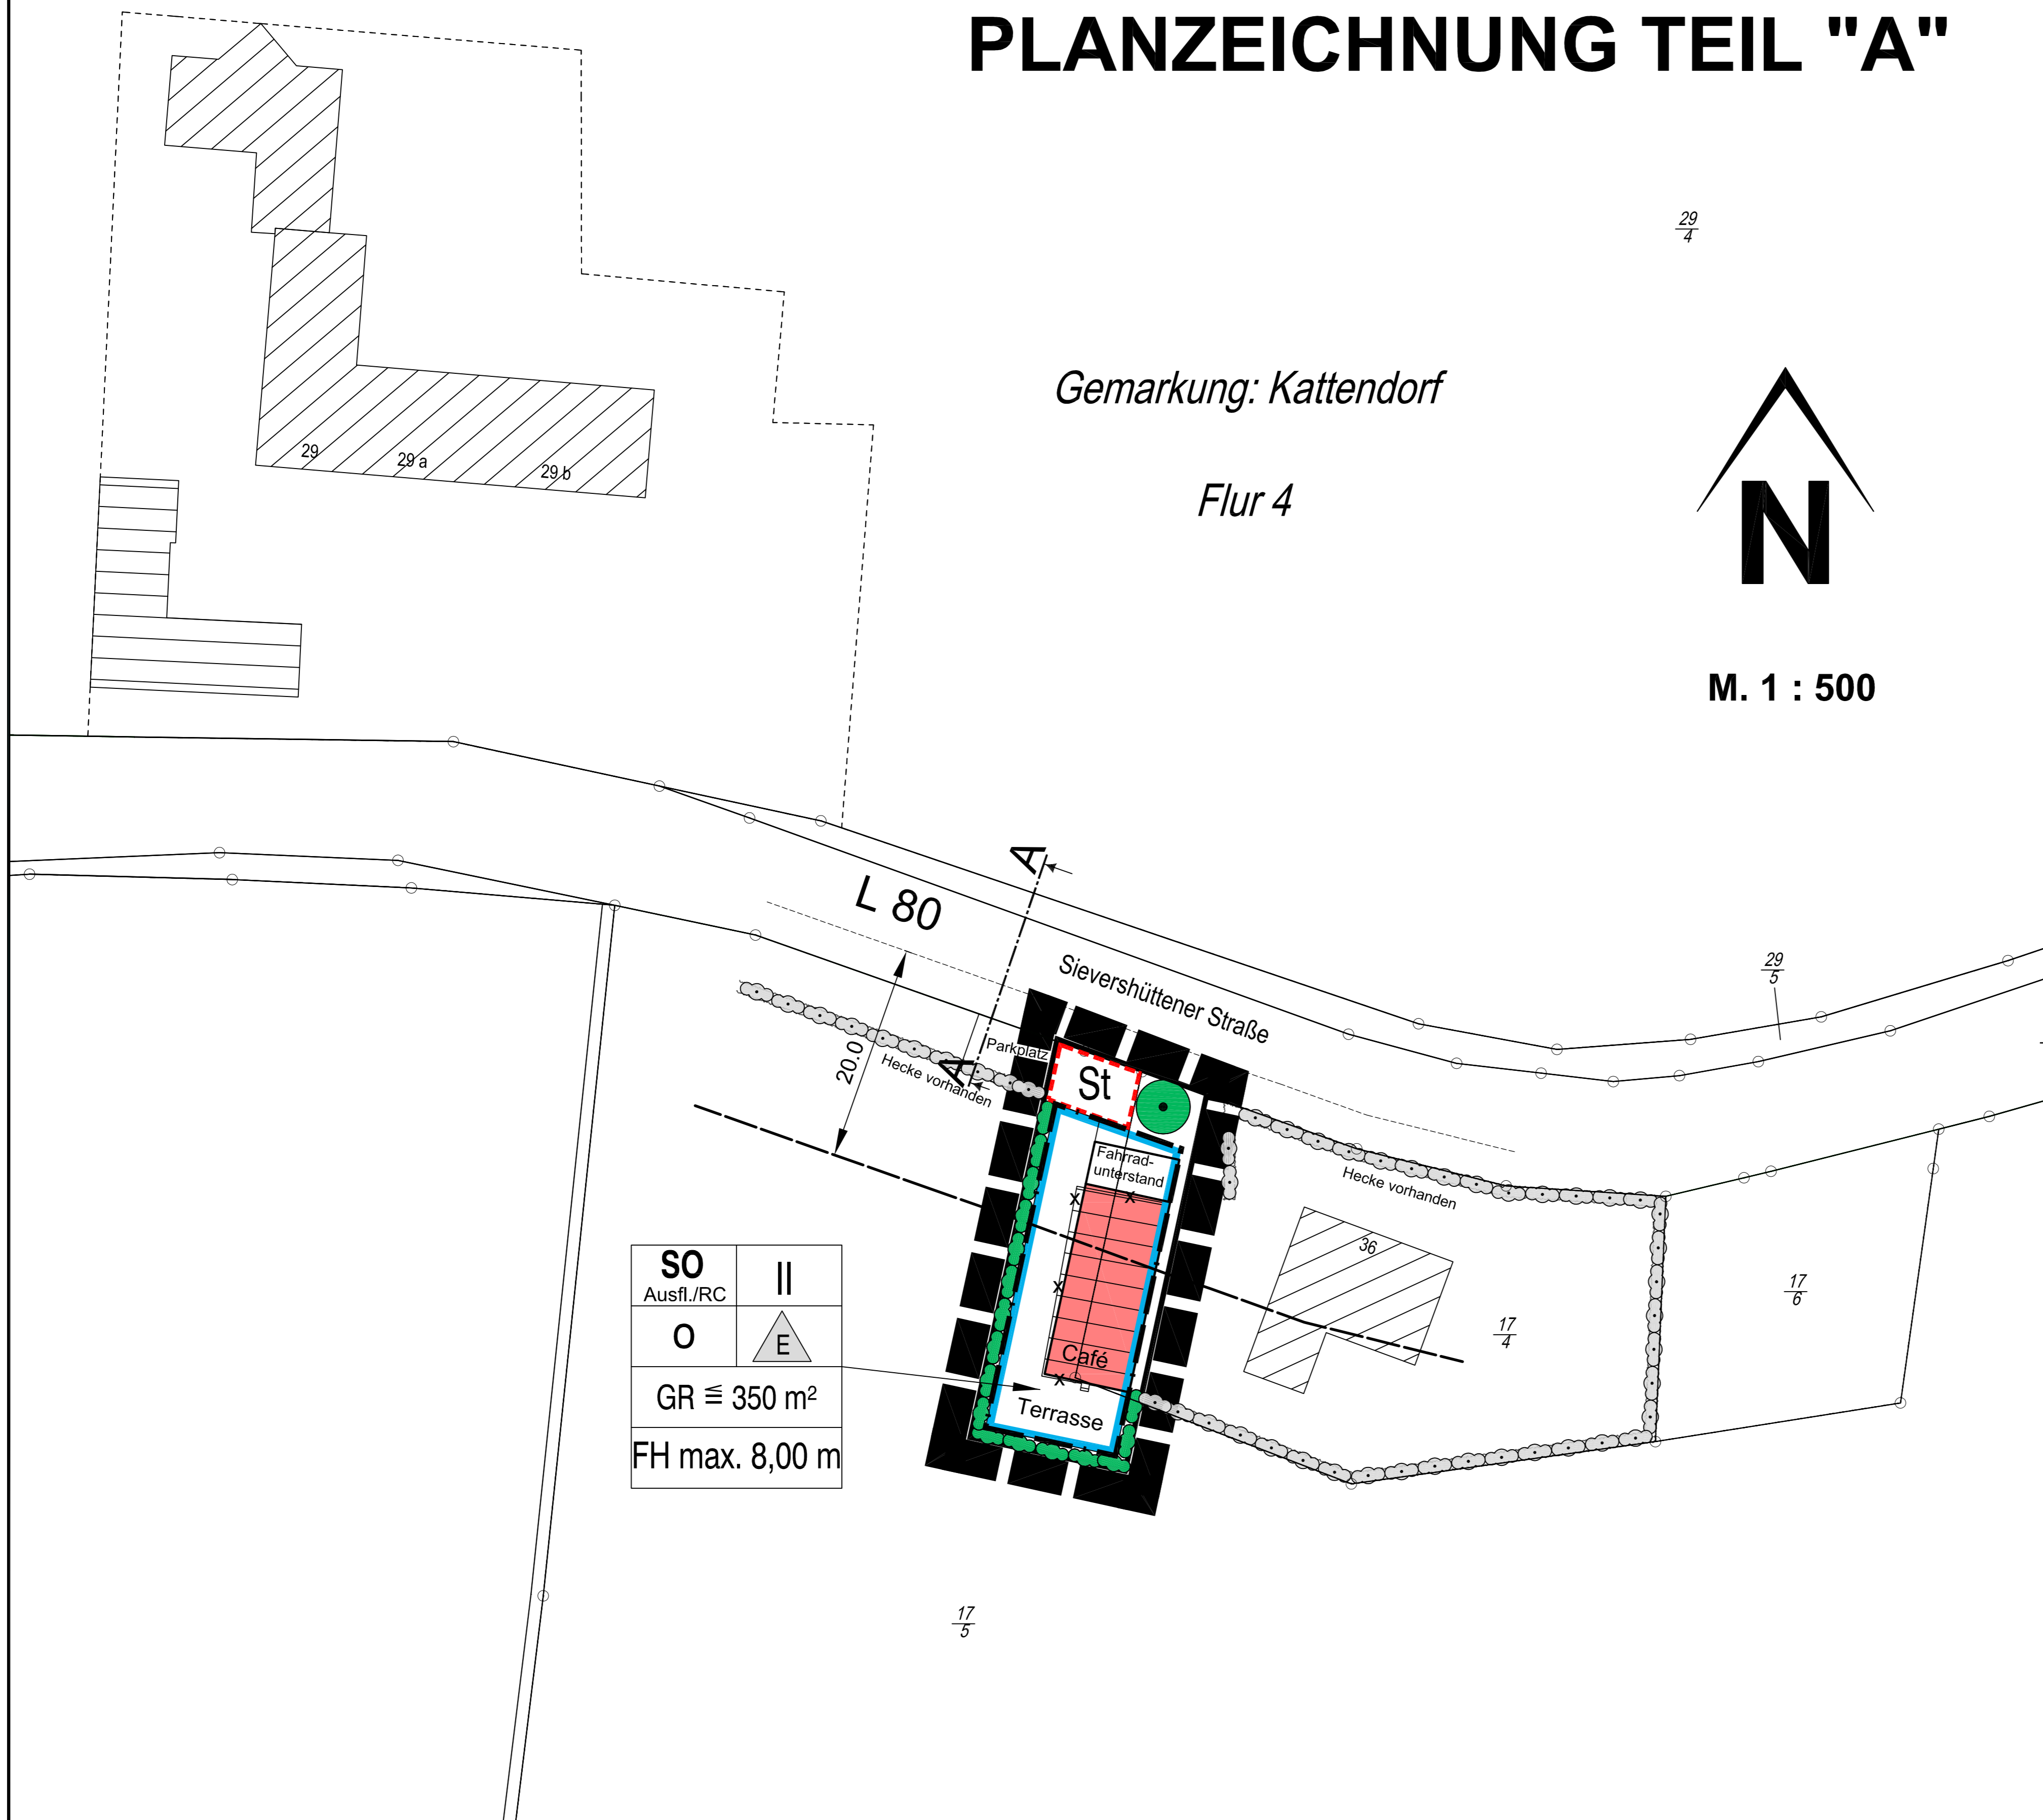 PLANZEICHNUNG TEIL "A"
29
4
Gemarkung: Kattendorf
Flur 4
N
M. 1 : 500
29
29 a
29 b
A
L 80
Sievershüttener Straße
29
5
20.0
Parkplatz
A
Hecke vorhanden
St
Fahrrad-
unterstand
x
x
Hecke vorhanden
36
17
6
17
4
x
Café
x
Terrasse
SO
Ausfl./RC
II
O
E
GR ≦ 350 m²
FH max. 8,00 m
17
5